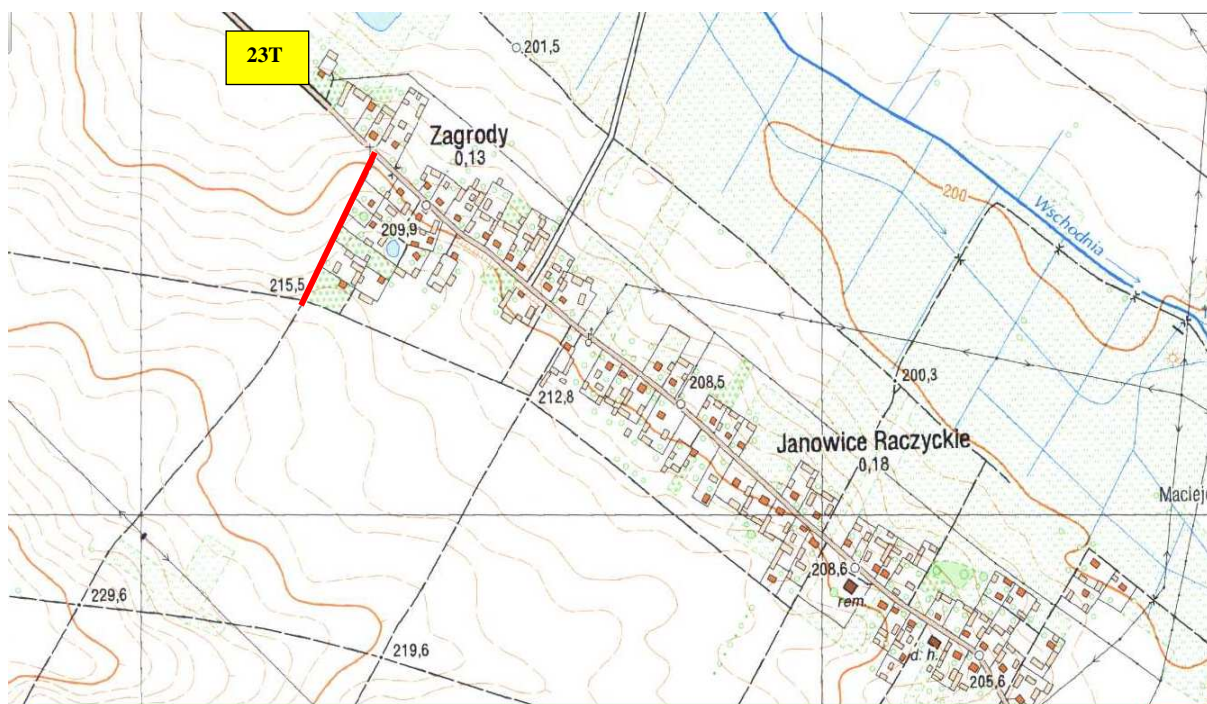 23T
201,5
Zagrody
0,13
200
Wschodnia
209,9
215,5
208,5
200,3
212,8
Janowice Raczyckie
0,18
Maciej
208,6
rem.
229,6
219,6
d. h.
205,6